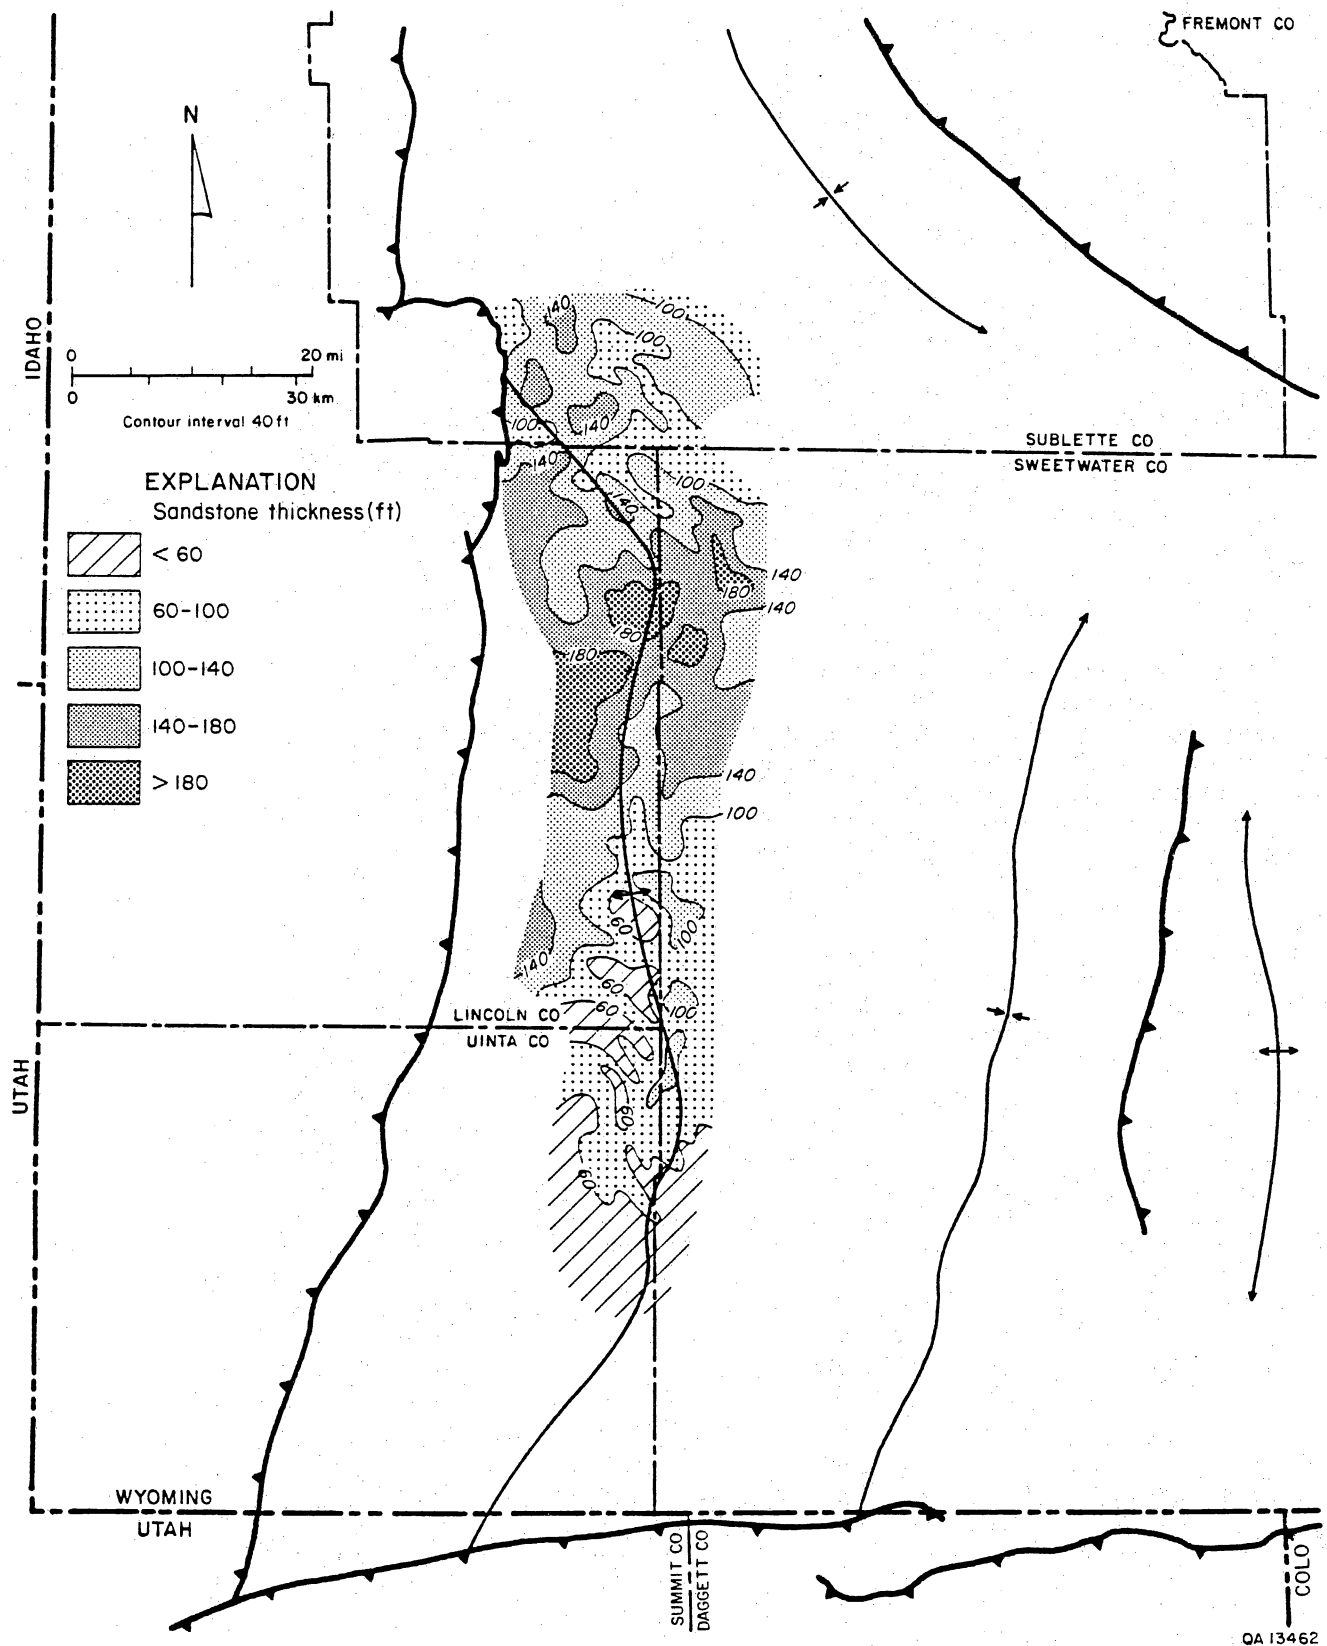 FREMONT CO
N
IDAHO
0 20 mi
0 30 km
Contour interval 40 ft
SUBLETTE CO
SWEETWATER CO
EXPLANATION
Sandstone thickness (ft)
< 60
60-100
100-140
140-180
> 180
140
100
100
100
140
140
100
140
140
180
140
180
180
140
100
60
100
140
60
60
100
LINCOLN CO
UINTA CO
UTAH
60
60
WYOMING
UTAH
SUMMIT CO
DAGGETT CO
COLO
QA 13462